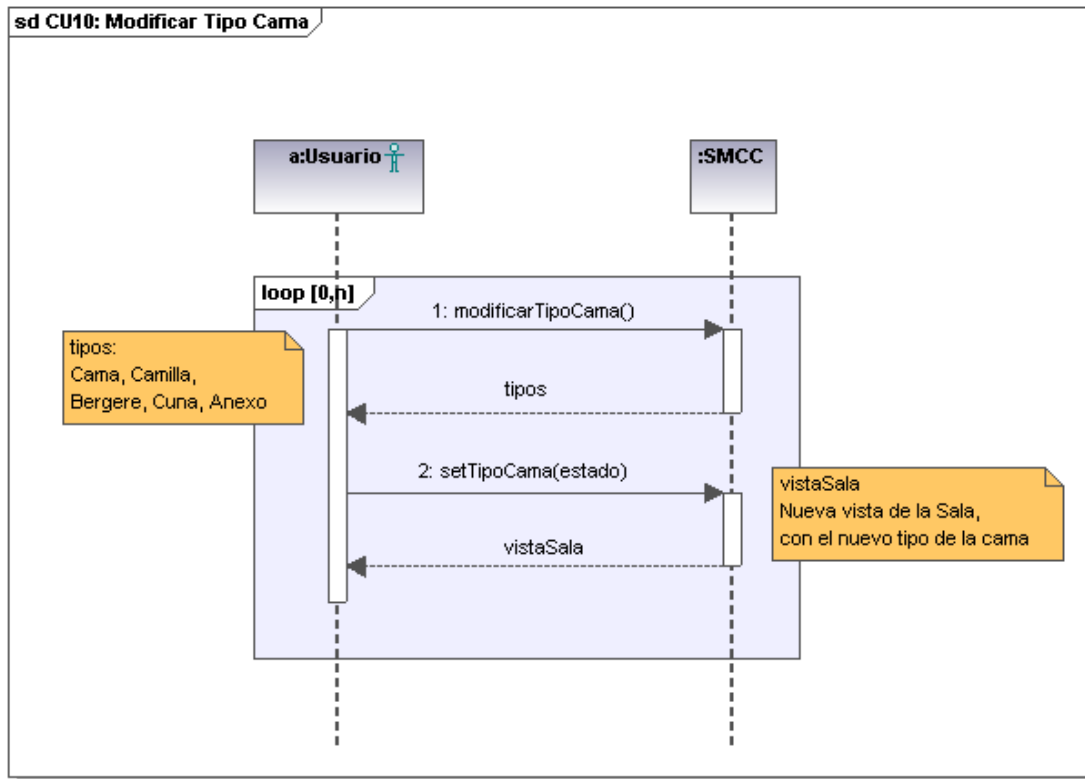 sd CU10: Modificar Tipo Cama
a:Usuario
:SMCC
loop [0,n]
1: modificarTipoCama()
tipos:
Cama, Camilla,
Bergere, Cuna, Anexo
tipos
2: setTipoCama(estado)
vistaSala
Nueva vista de la Sala,
con el nuevo tipo de la cama
vistaSala